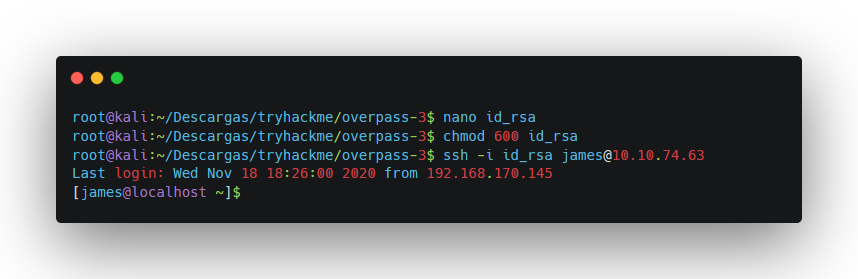 root@kali:~/Descargas/tryhackme/overpass-3$ nano id_rsa
root@kali:~/Descargas/tryhackme/overpass-3$ chmod 600 id_rsa
root@kali:~/Descargas/tryhackme/overpass-3$ ssh -i id_rsa james@10.10.74.63
Last login: Wed Nov 18 18:26:00 2020 from 192.168.170.145
[james@localhost ~]$